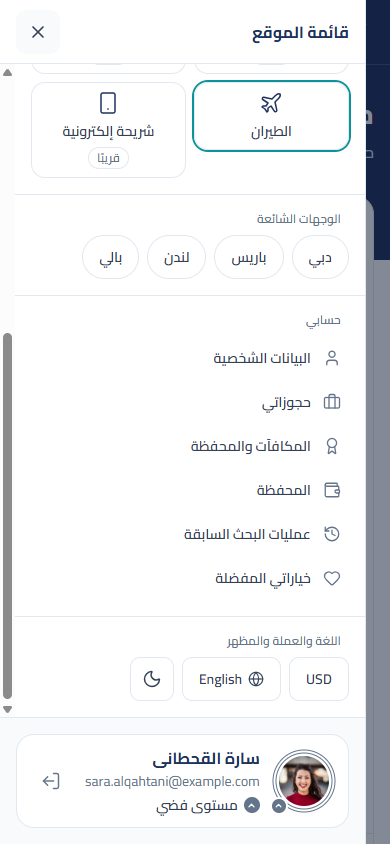 قائمة الموقع
الطيران
شريحة إلكترونية
قريبًا
الوجهات الشائعة
دبي
باريس
لندن
بالي
حسابي
البيانات الشخصية
حجوزاتي
المكافآت والمحفظة
المحفظة
عمليات البحث السابقة
خياراتي المفضلة
اللغة والعملة والمظهر
USD
English
سارة القحطاني
sara.alqahtani@example.com
مستوى فضي